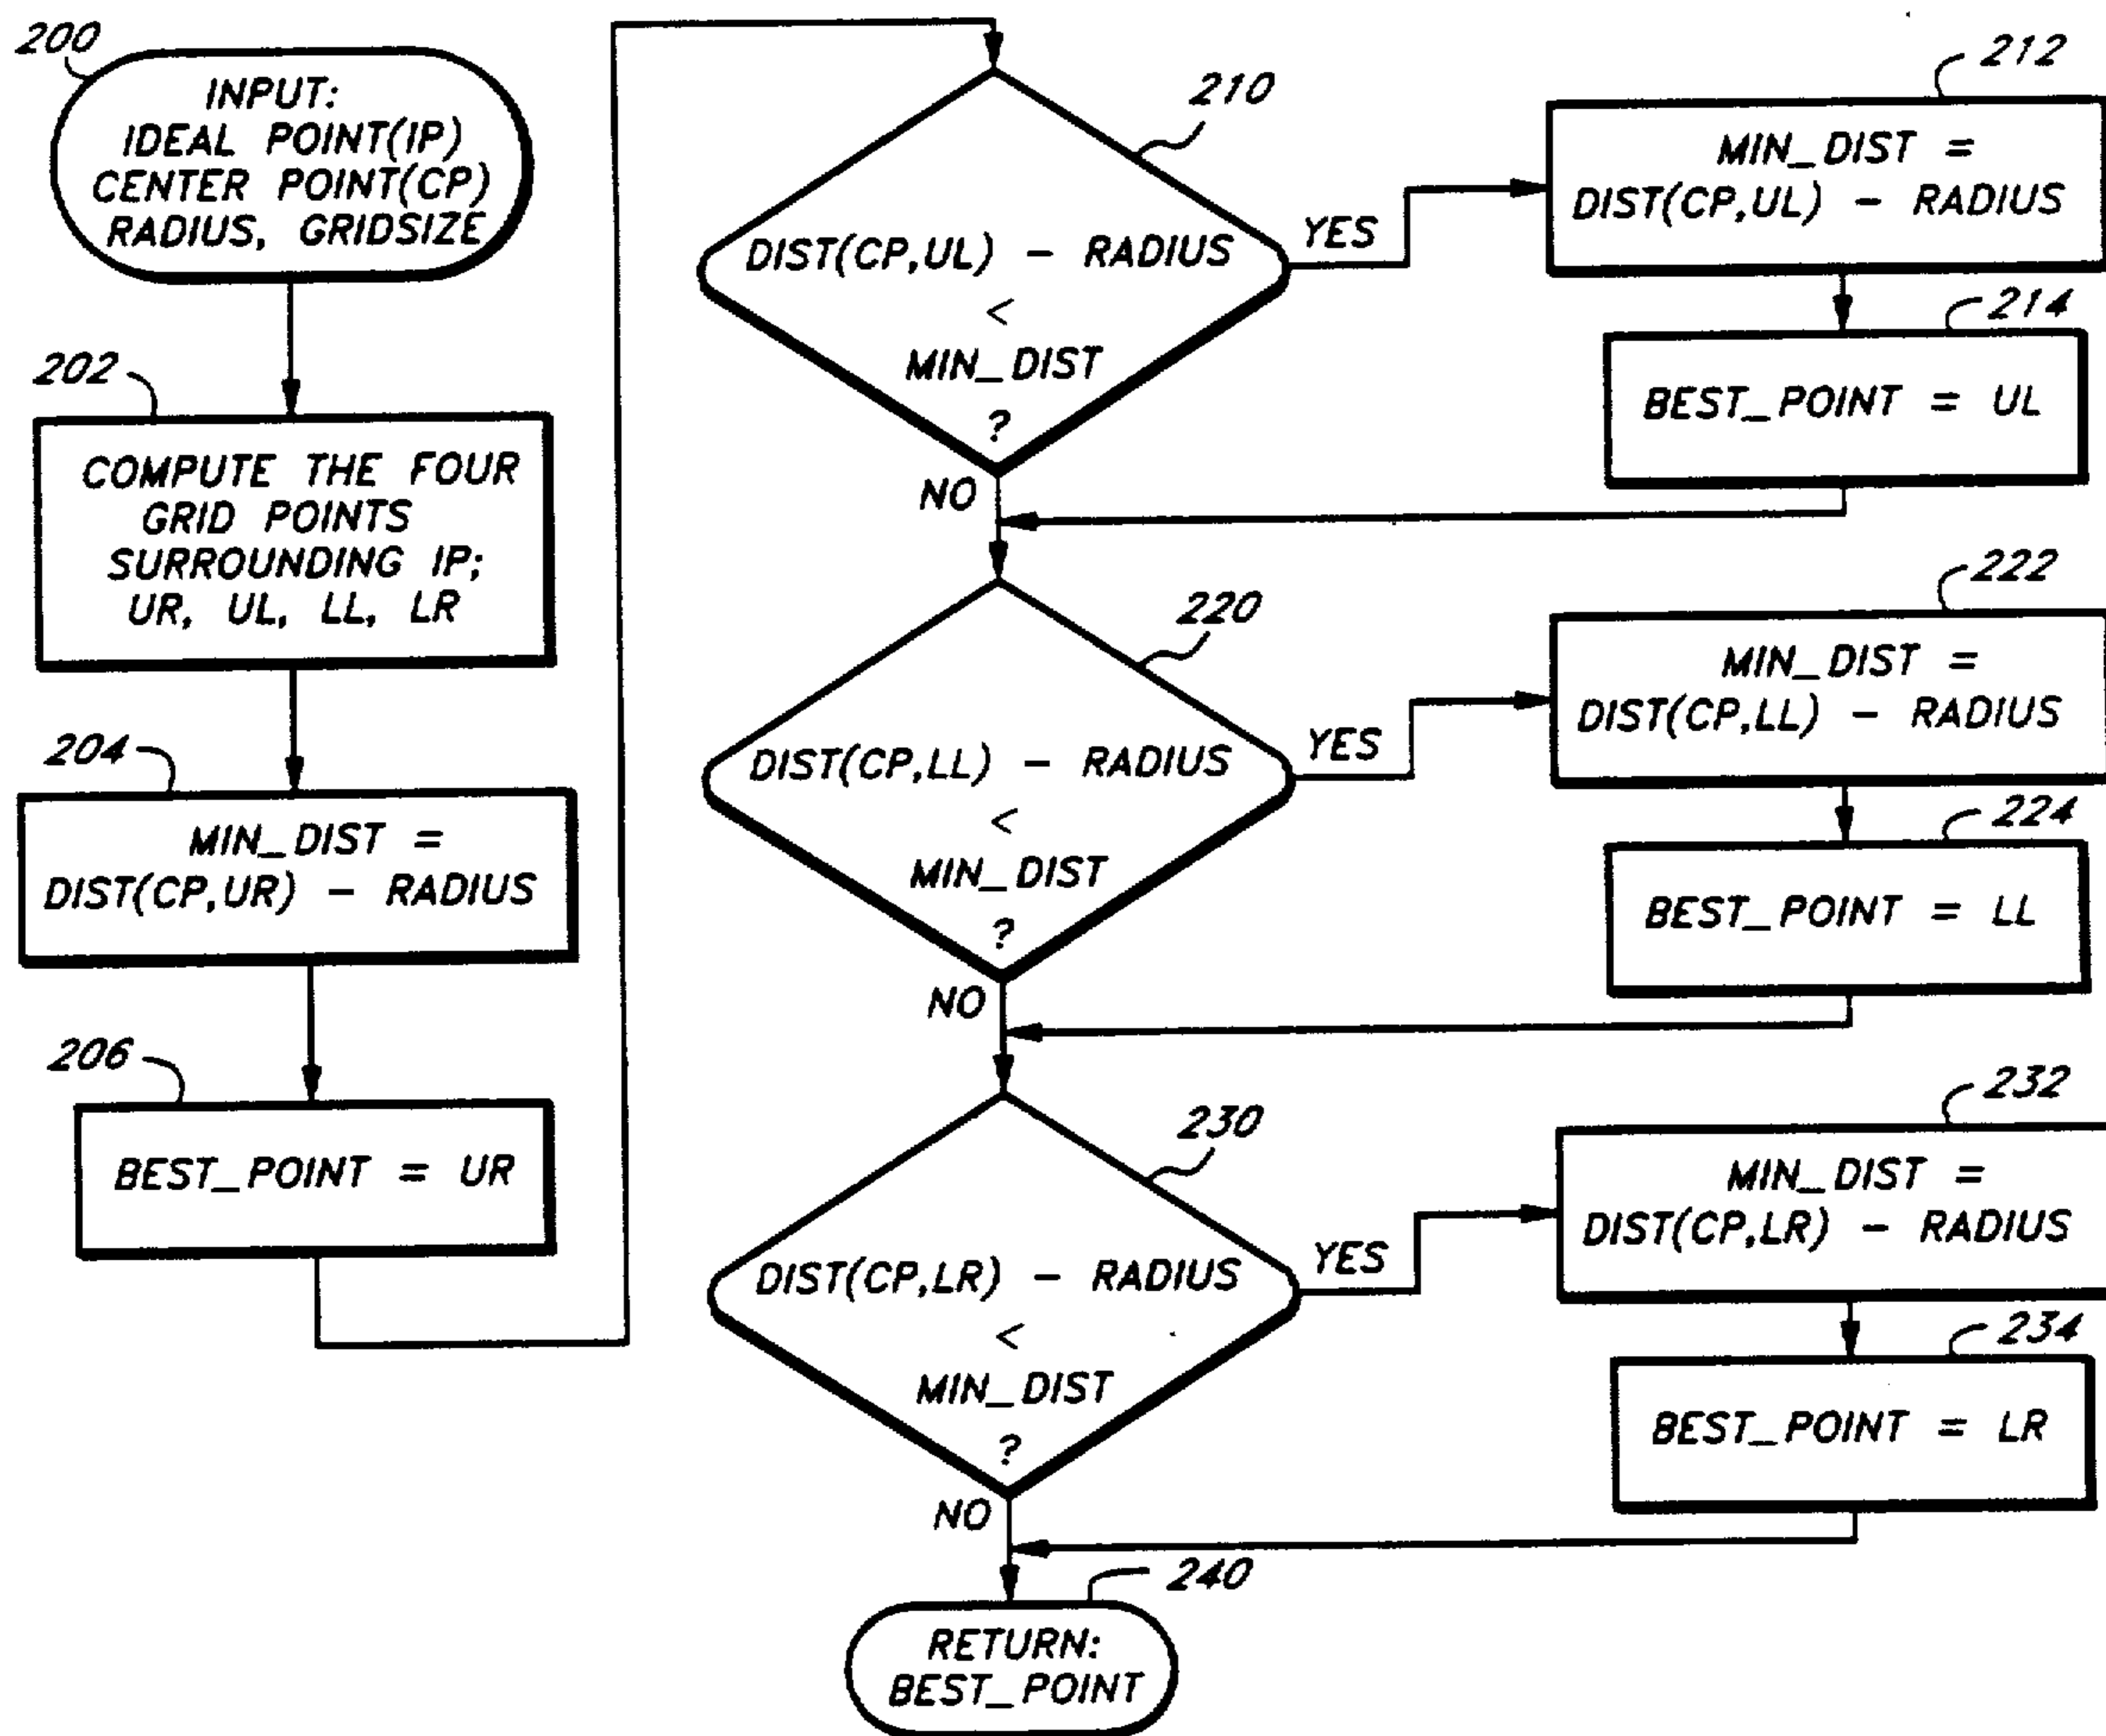 200
INPUT:
IDEAL POINT(IP)
CENTER POINT(CP)
RADIUS, GRIDSIZE
202
COMPUTE THE FOUR
GRID POINTS
SURROUNDING IP;
UR, UL, LL, LR
204
MIN_DIST =
DIST(CP,UR) - RADIUS
206
BEST_POINT = UR
210
DIST(CP,UL) - RADIUS
<
MIN_DIST
?
YES
NO
212
MIN_DIST =
DIST(CP,UL) - RADIUS
214
BEST_POINT = UL
220
DIST(CP,LL) - RADIUS
<
MIN_DIST
?
YES
NO
222
MIN_DIST =
DIST(CP,LL) - RADIUS
224
BEST_POINT = LL
230
DIST(CP,LR) - RADIUS
<
MIN_DIST
?
YES
NO
232
MIN_DIST =
DIST(CP,LR) - RADIUS
234
BEST_POINT = LR
240
RETURN:
BEST_POINT